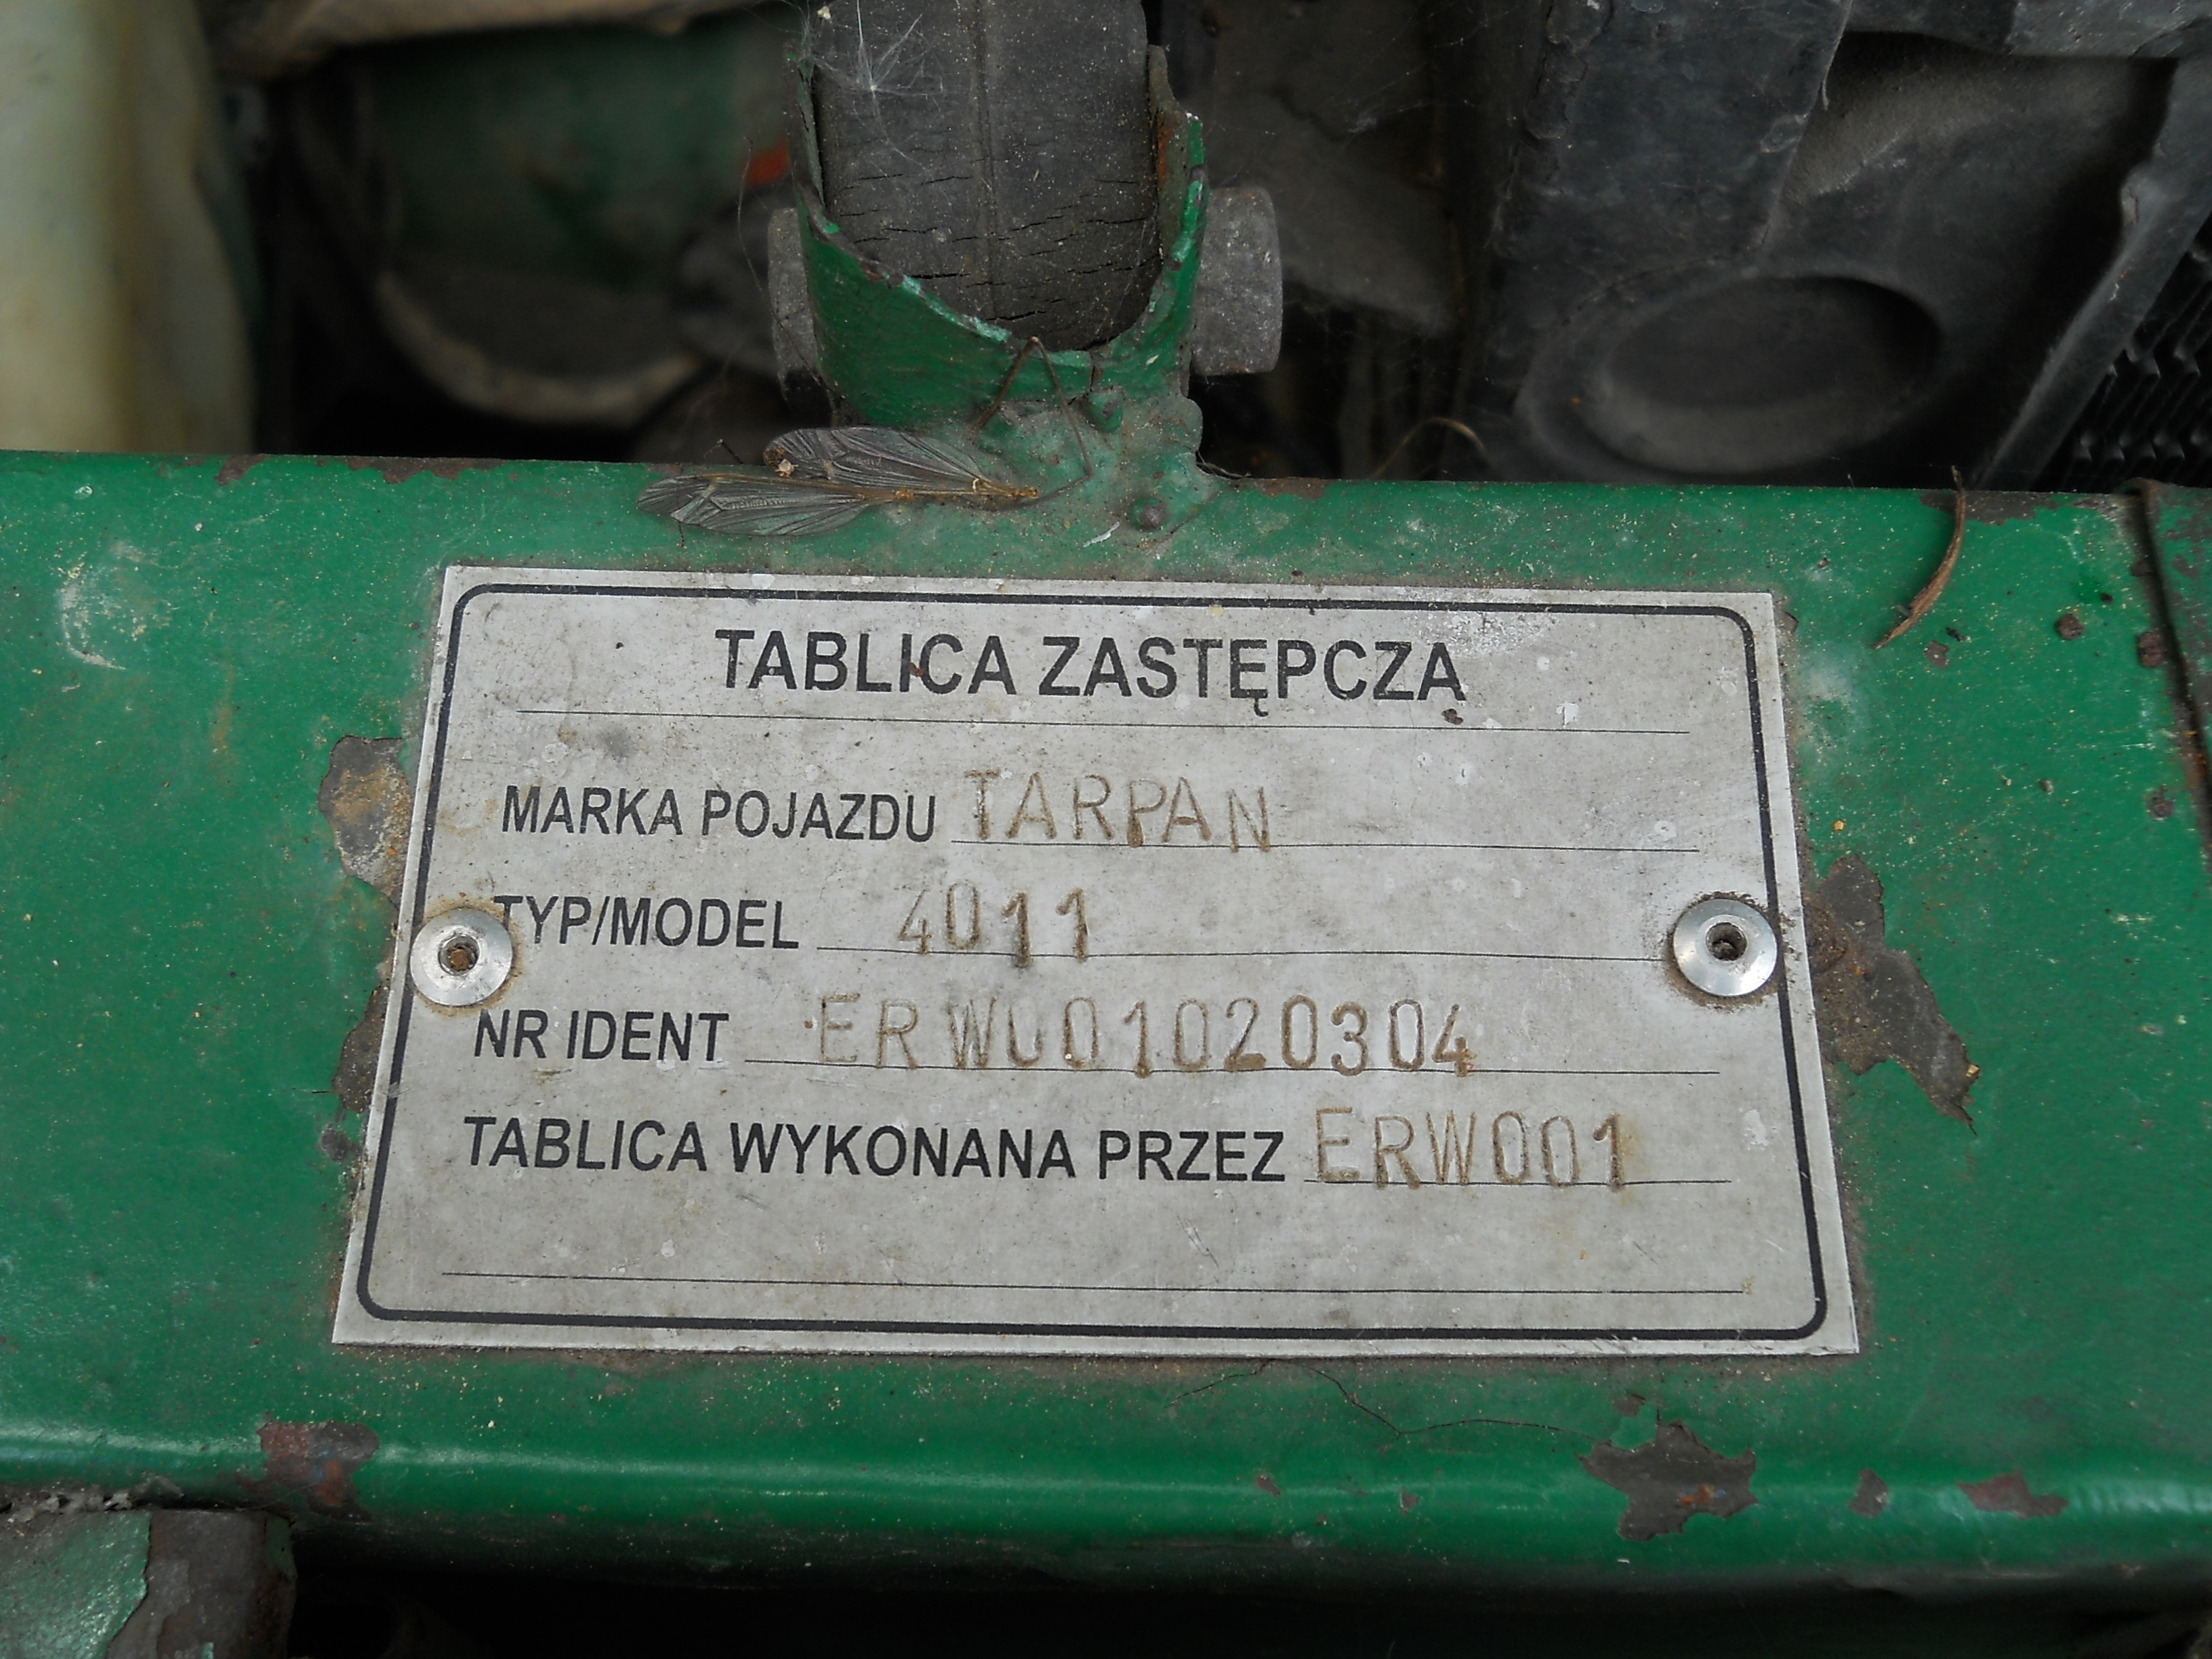 TABLICA ZASTĘPCZA
MARKA POJAZDU TARPAN
TYP/MODEL 4011
NR IDENT ERW001020304
TABLICA WYKONANA PRZEZ ERW001